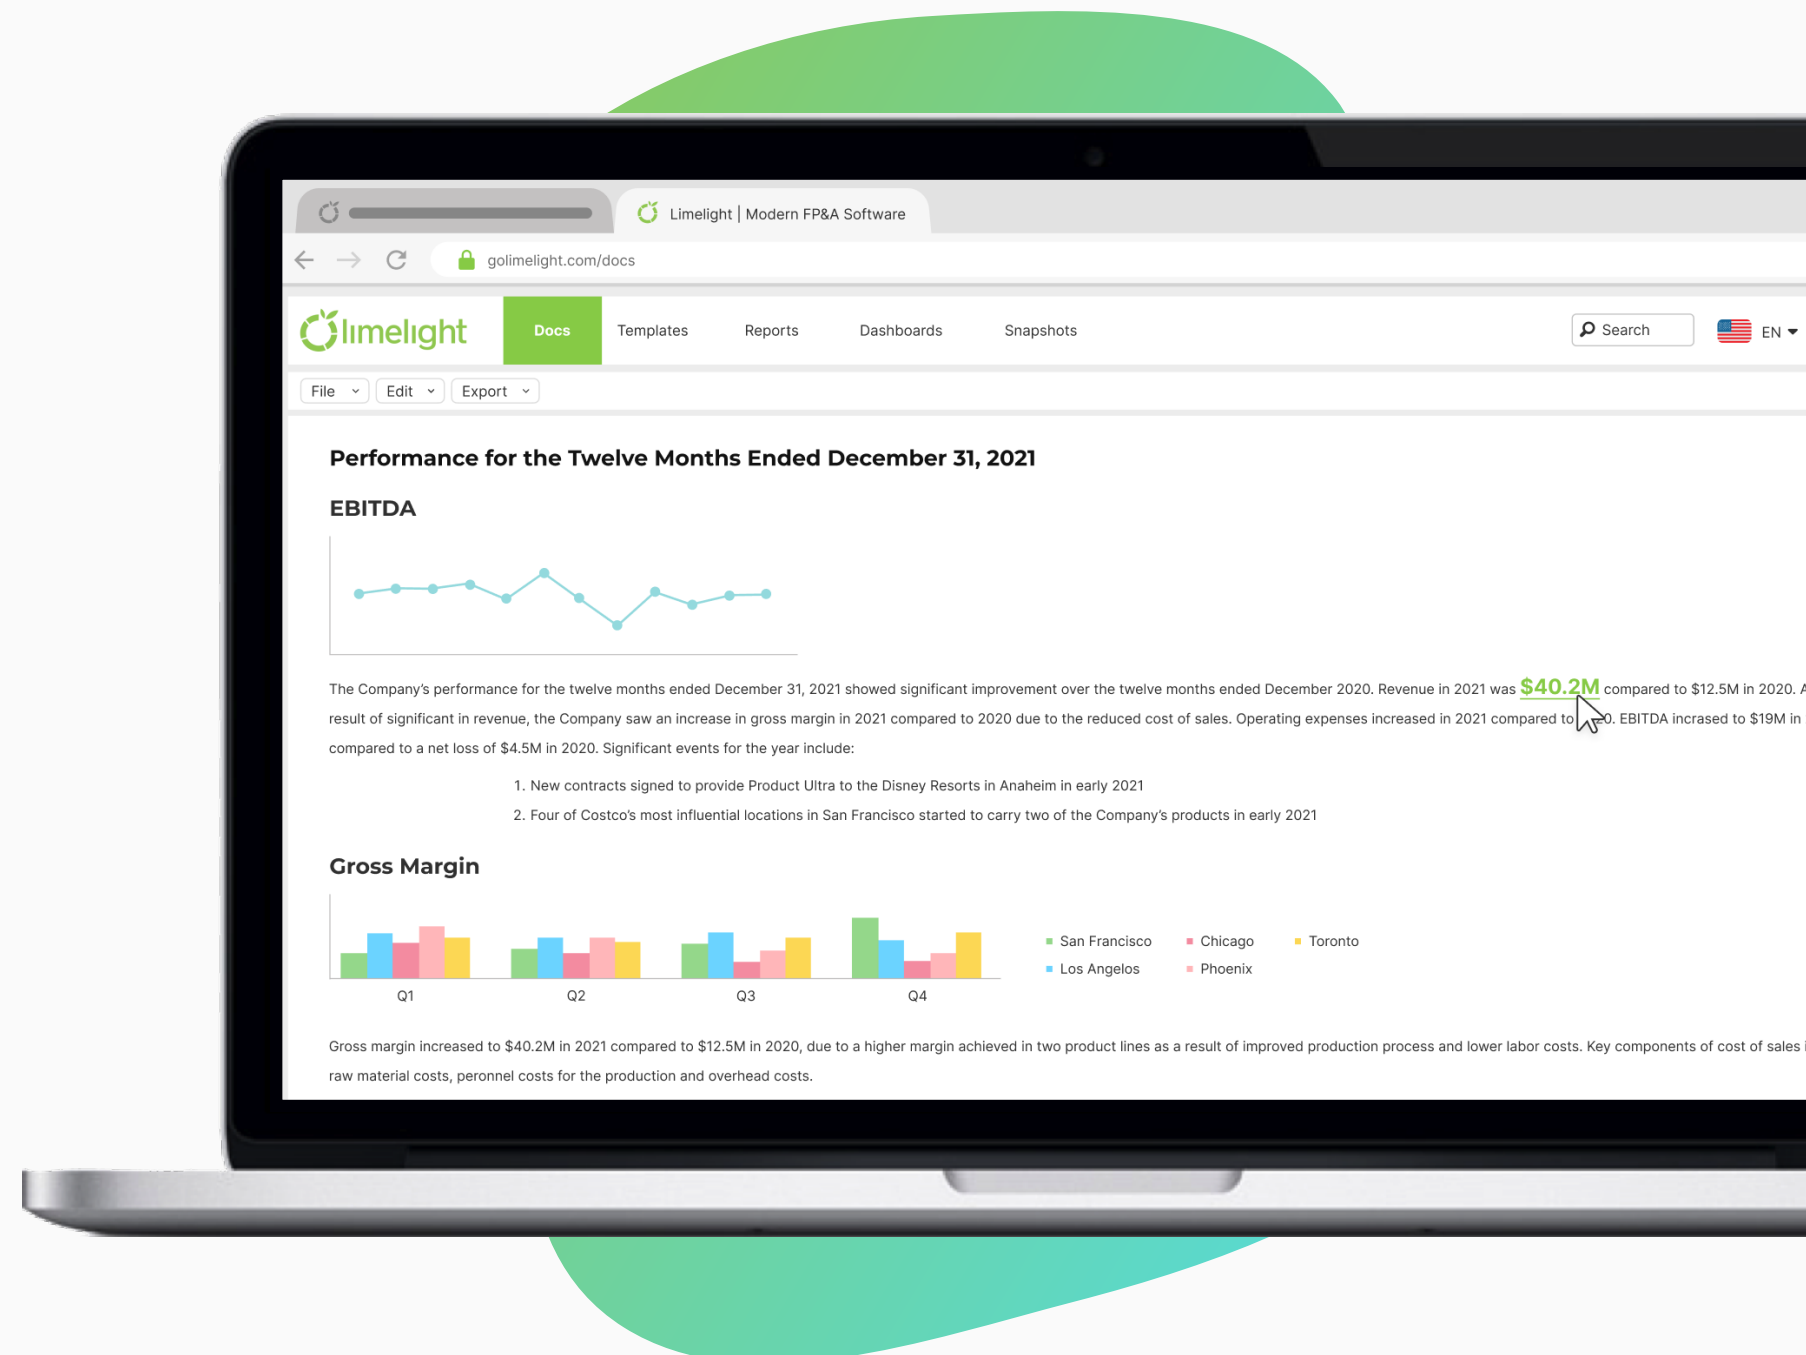 Limelight | Modern FP&A Software
golimelight.com/docs
limelight
Docs
Templates
Reports
Dashboards
Snapshots
Search
EN
File
Edit
Export
Performance for the Twelve Months Ended December 31, 2021
EBITDA
The Company's performance for the twelve months ended December 31, 2021 showed significant improvement over the twelve months ended December 2020. Revenue in 2021 was $40.2M compared to $12.5M in 2020. A
result of significant in revenue, the Company saw an increase in gross margin in 2021 compared to 2020 due to the reduced cost of sales. Operating expenses increased in 2021 compared to 0. EBITDA incrased to $19M in
compared to a net loss of $4.5M in 2020. Significant events for the year include:
1. New contracts signed to provide Product Ultra to the Disney Resorts in Anaheim in early 2021
2. Four of Costco's most influential locations in San Francisco started to carry two of the Company's products in early 2021
Gross Margin
San Francisco
Chicago
Toronto
Los Angelos
Phoenix
Q1
Q2
Q3
Q4
Gross margin increased to $40.2M in 2021 compared to $12.5M in 2020, due to a higher margin achieved in two product lines as a result of improved production process and lower labor costs. Key components of cost of sales
raw material costs, peronnel costs for the production and overhead costs.